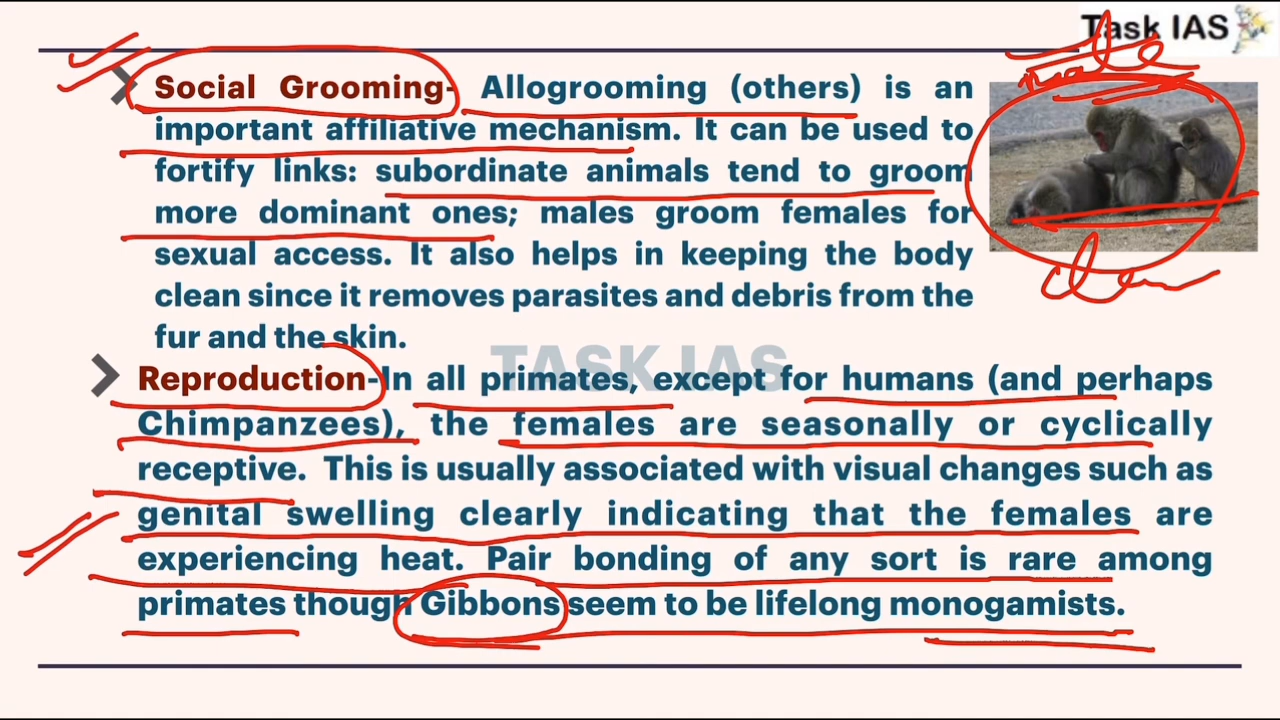 Task IAS
Social Grooming- Allogrooming (others) is an
important affiliative mechanism. It can be used to
fortify links: subordinate animals tend to groom
more dominant ones; males groom females for
sexual access. It also helps in keeping the body
clean since it removes parasites and debris from the
fur and the skin.
TASK IAS
Reproduction-In all primates, except for humans (and perhaps
Chimpanzees), the females are seasonally or cyclically
receptive. This is usually associated with visual changes such as
genital swelling clearly indicating that the females are
experiencing heat. Pair bonding of any sort is rare among
primates though Gibbons seem to be lifelong monogamists.